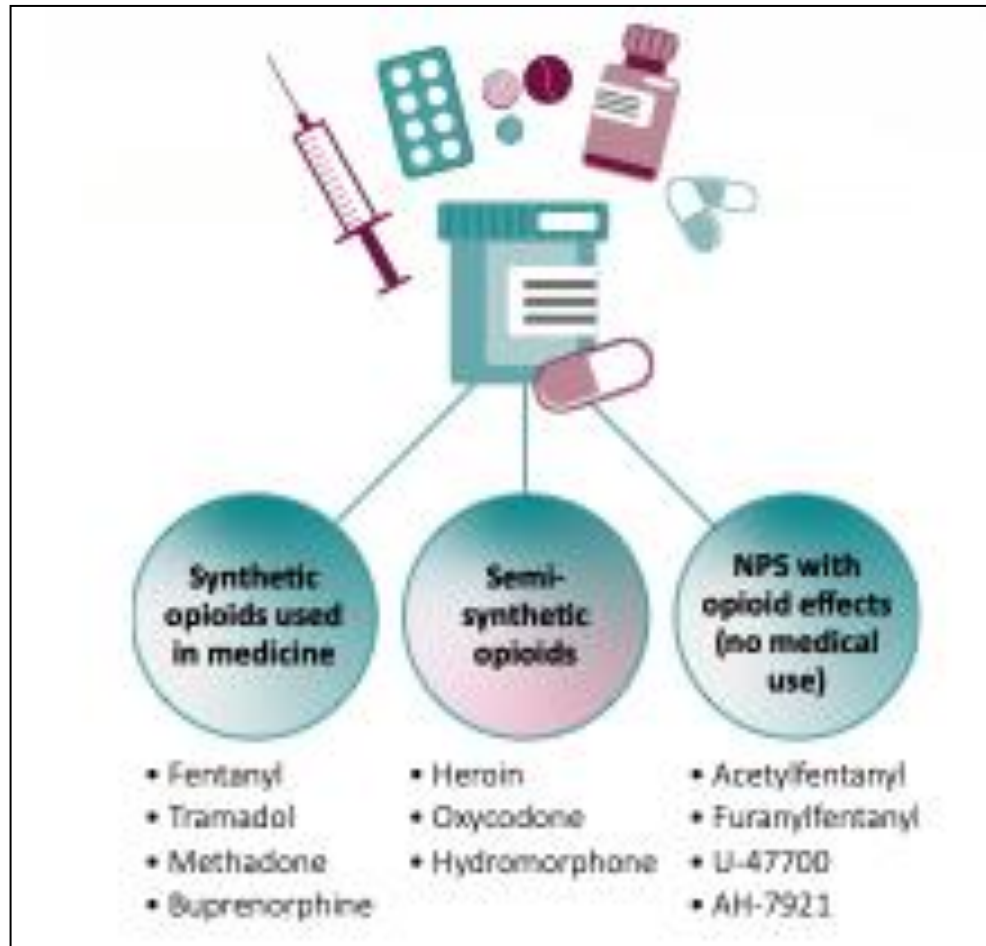 Synthetic
opioids used
in medicine
• Fentanyl
• Tramadol
• Methadone
• Buprenorphine
Semi-
synthetic
opioids
• Heroin
• Oxycodone
• Hydromorphone
NPS with
opioid effects
(no medical
use)
• Acetylfentanyl
• Furanylfentanyl
• U-47700
• AH-7921